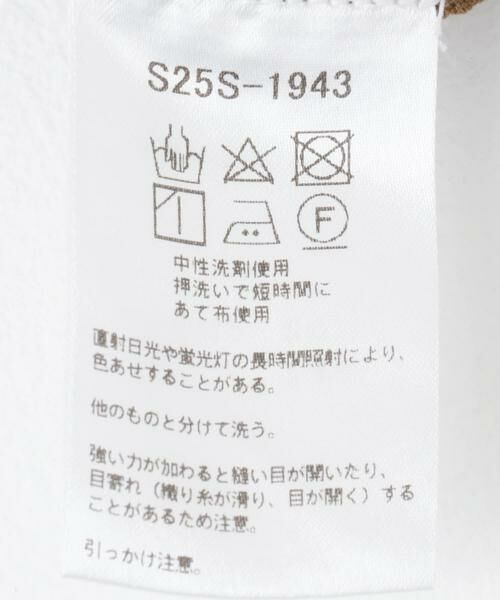 S25S-1943
F
中性洗剤使用
押洗いで短時間に
あて布使用
直射日光や蛍光灯の長時間照射により、
色あせすることがある。
他のものと分けて洗う。
強い力が加わると縫い目が開いたり、
目寄れ（織り糸が滑り、目が開く）する
ことがあるため注意。
引っかけ注意。